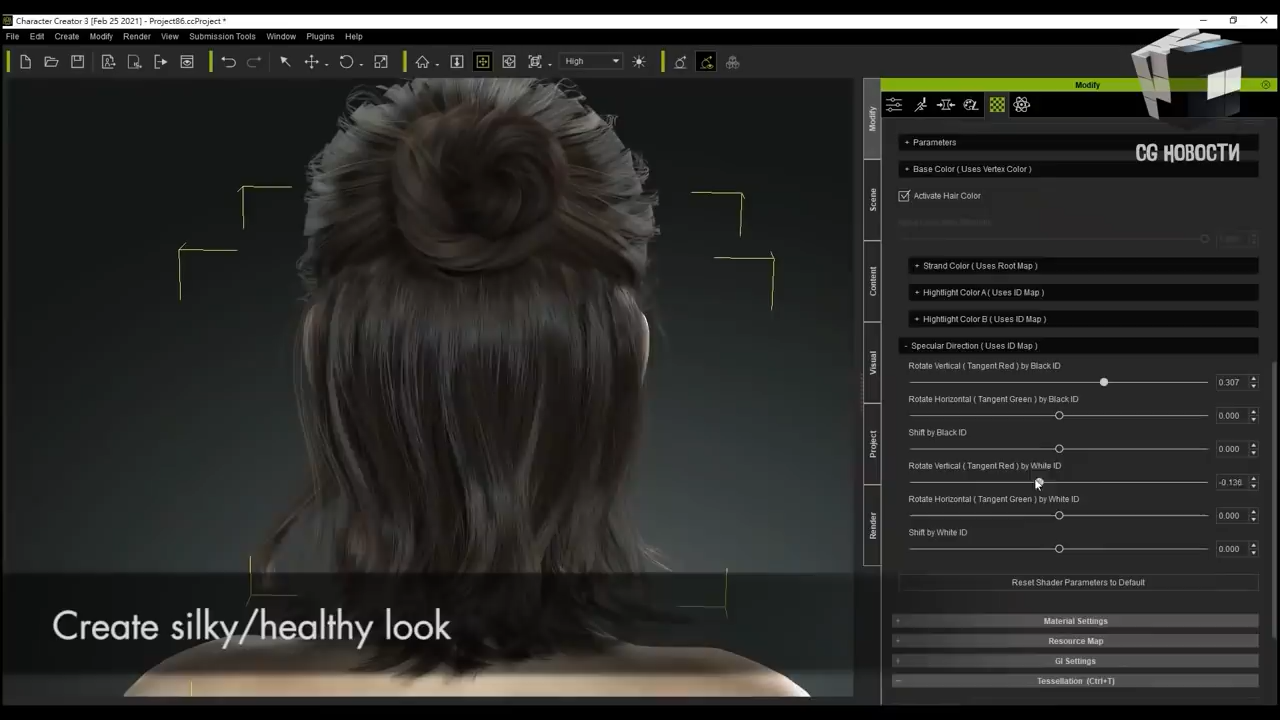 Character Creator 3 [Feb 25 2021] - Project86.ccProject *
File Edit Create Modify Render View Submission Tools Window Plugins Help
High
Modify
CG НОВОСТИ
Modify
Scene
Content
Visual
Project
Render
+ Parameters
+ Base Color ( Uses Vertex Color )
Activate Hair Color
+ Strand Color ( Uses Root Map )
+ Hightlight Color A ( Uses ID Map )
+ Hightlight Color B ( Uses ID Map )
- Specular Direction ( Uses ID Map )
Rotate Vertical ( Tangent Red ) by Black ID
0.307
Rotate Horizontal ( Tangent Green ) by Black ID
0.000
Shift by Black ID
0.000
Rotate Vertical ( Tangent Red ) by White ID
-0.136
Rotate Horizontal ( Tangent Green ) by White ID
0.000
Shift by White ID
0.000
Reset Shader Parameters to Default
+ Material Settings
+ Resource Map
+ GI Settings
- Tessellation (Ctrl+T)
Create silky/healthy look